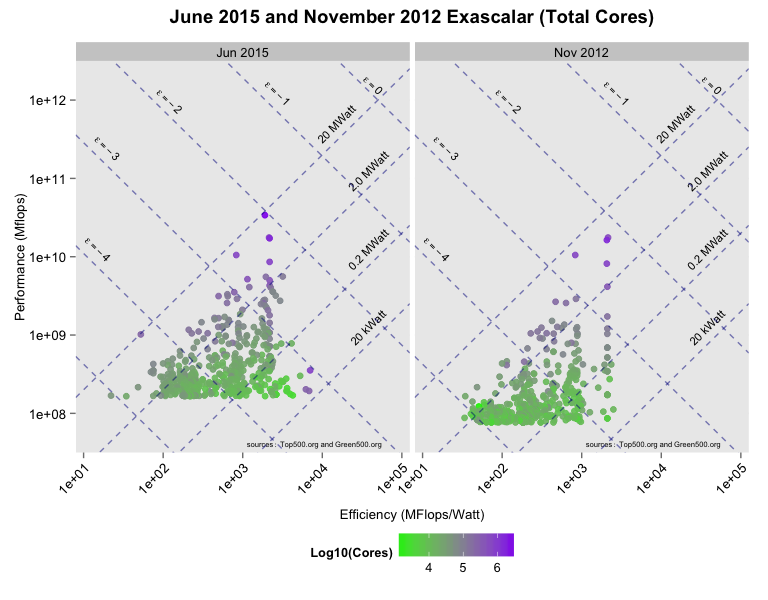 June 2015 and November 2012 Exascalar (Total Cores)
Jun 2015
Nov 2012
ε = −2
ε = −1
ε = 0
ε = −3
ε = −4
20 MWatt
2.0 MWatt
0.2 MWatt
20 kWatt
sources: Top500.org and Green500.org
ε = −2
ε = −1
ε = 0
ε = −3
ε = −4
20 MWatt
2.0 MWatt
0.2 MWatt
20 kWatt
sources: Top500.org and Green500.org
Performance (Mflops)
1e+12
1e+11
1e+10
1e+09
1e+08
1e+01
1e+02
1e+03
1e+04
1e+05
1e+01
1e+02
1e+03
1e+04
1e+05
Efficiency (MFlops/Watt)
Log10(Cores)
4 5 6